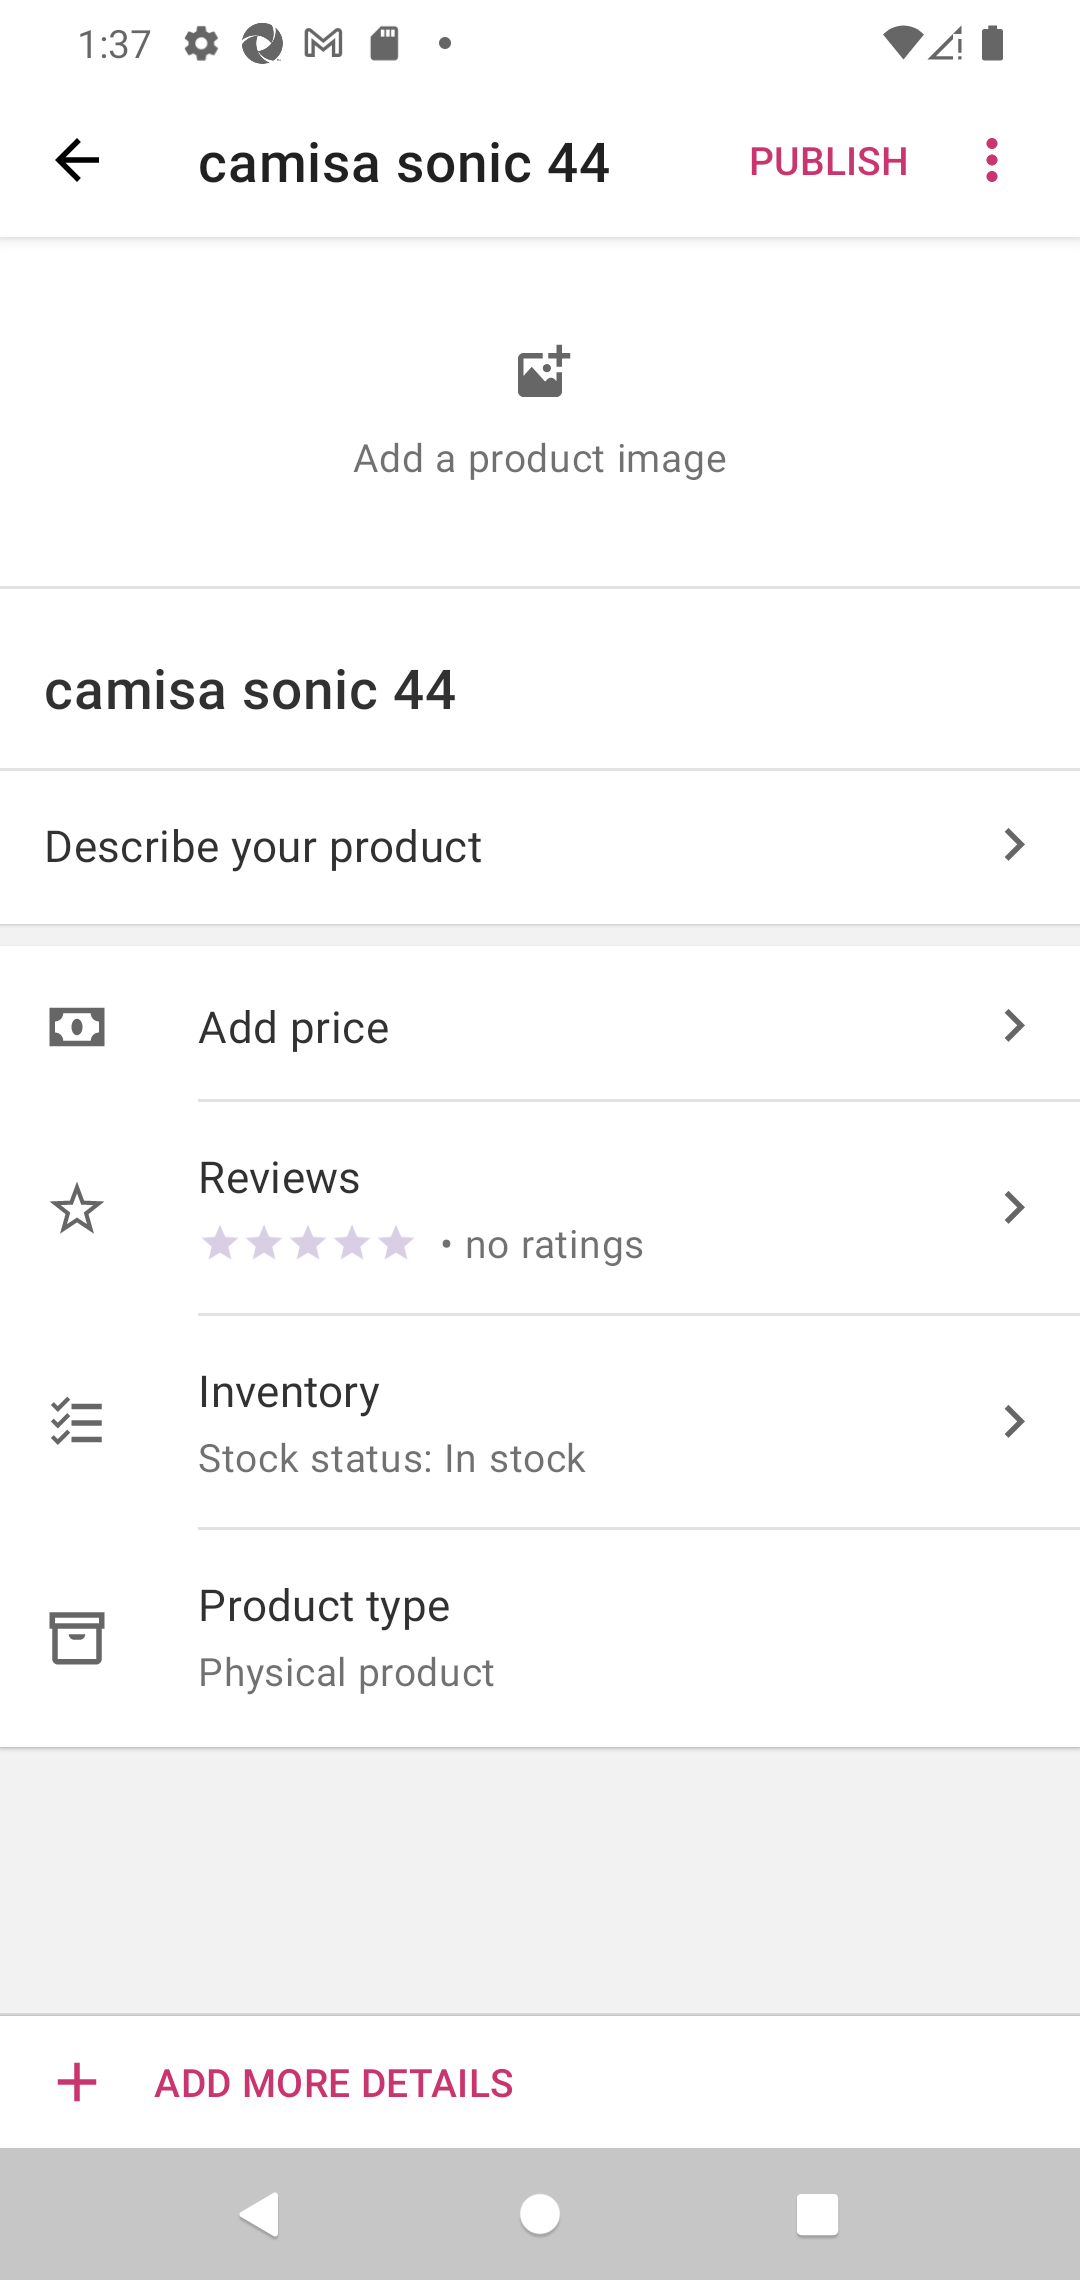 1:37
camisa sonic 44
PUBLISH
Add a product image
camisa sonic 44
Describe your product
Add price
Reviews
• no ratings
Inventory
Stock status: In stock
Product type
Physical product
ADD MORE DETAILS